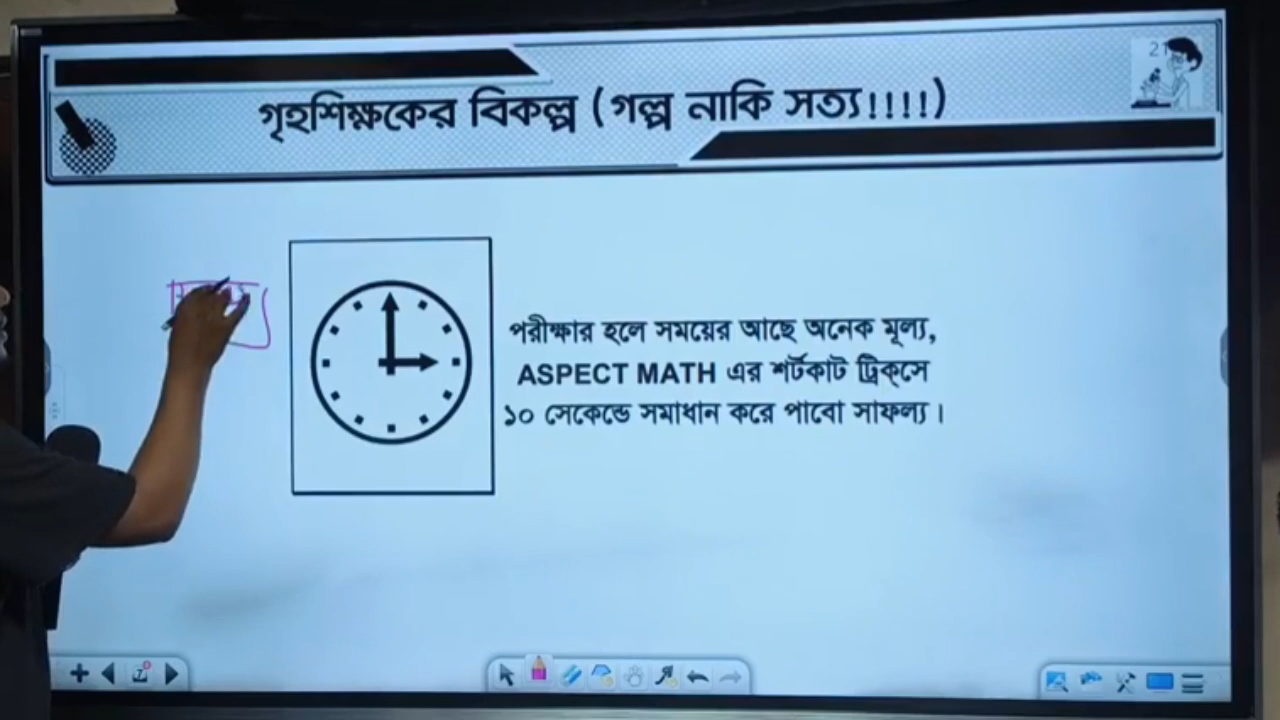 21
গৃহশিক্ষকের বিকল্প (গল্প নাকি সত্য!!!!)
পরীক্ষার হলে সময়ের আছে অনেক মূল্য,
ASPECT MATH এর শর্টকাট ট্রিক্‌সে
১০ সেকেন্ডে সমাধান করে পাবো সাফল্য।